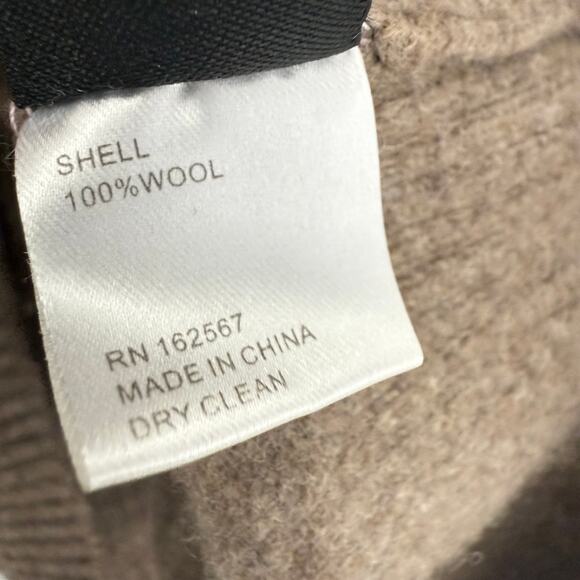 SHELL
100%WOOL
RN 162567
MADE IN CHINA
DRY CLEAN